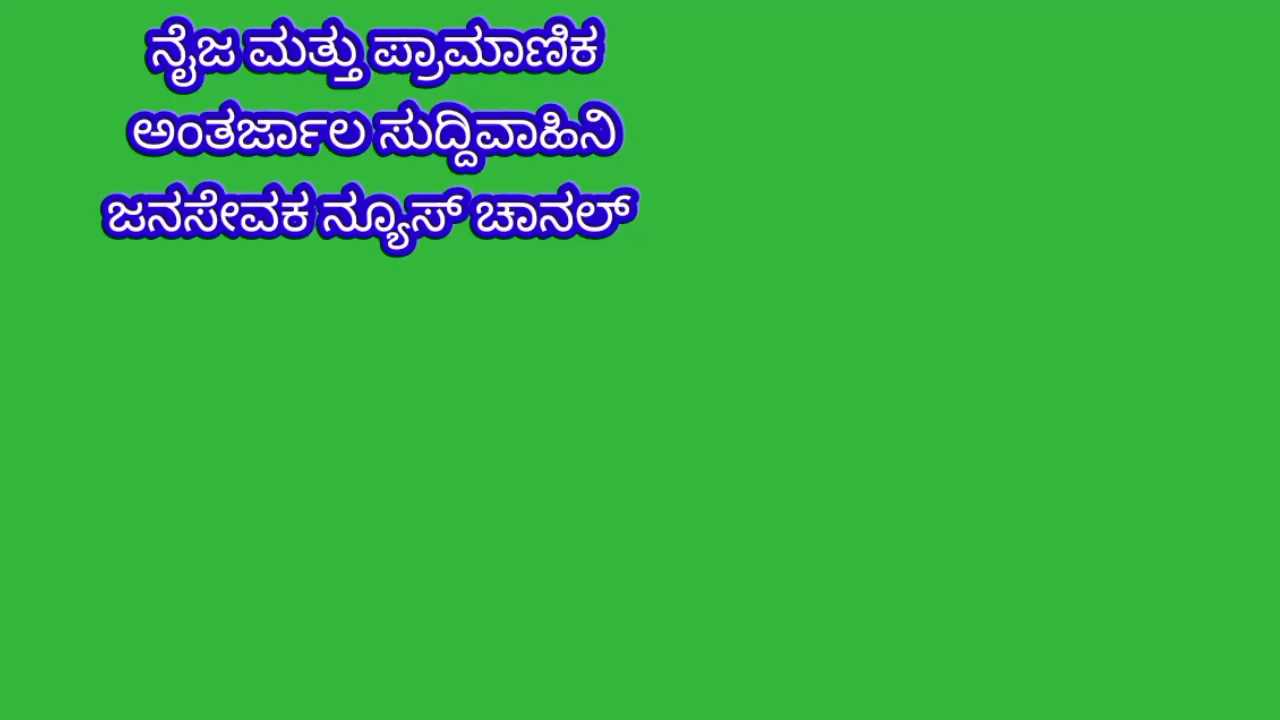 ನೈಜ ಮತ್ತು ಪ್ರಾಮಾಣಿಕ
ಅಂತರ್ಜಾಲ ಸುದ್ದಿವಾಹಿನಿ
ಜನಸೇವಕ ನ್ಯೂಸ್ ಚಾನಲ್